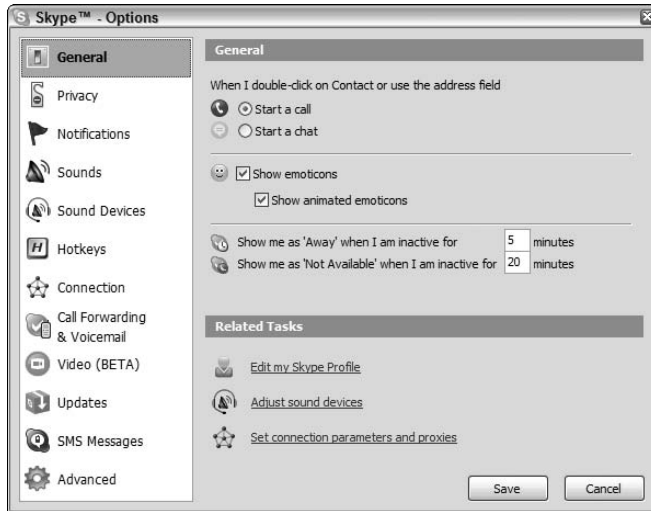 Skype™ - Options
General
Privacy
Notifications
Sounds
Sound Devices
Hotkeys
Connection
Call Forwarding
& Voicemail
Video (BETA)
Updates
SMS Messages
Advanced
General
When I double-click on Contact or use the address field
Start a call
Start a chat
Show emoticons
Show animated emoticons
Show me as 'Away' when I am inactive for 5 minutes
Show me as 'Not Available' when I am inactive for 20 minutes
Related Tasks
Edit my Skype Profile
Adjust sound devices
Set connection parameters and proxies
Save Cancel